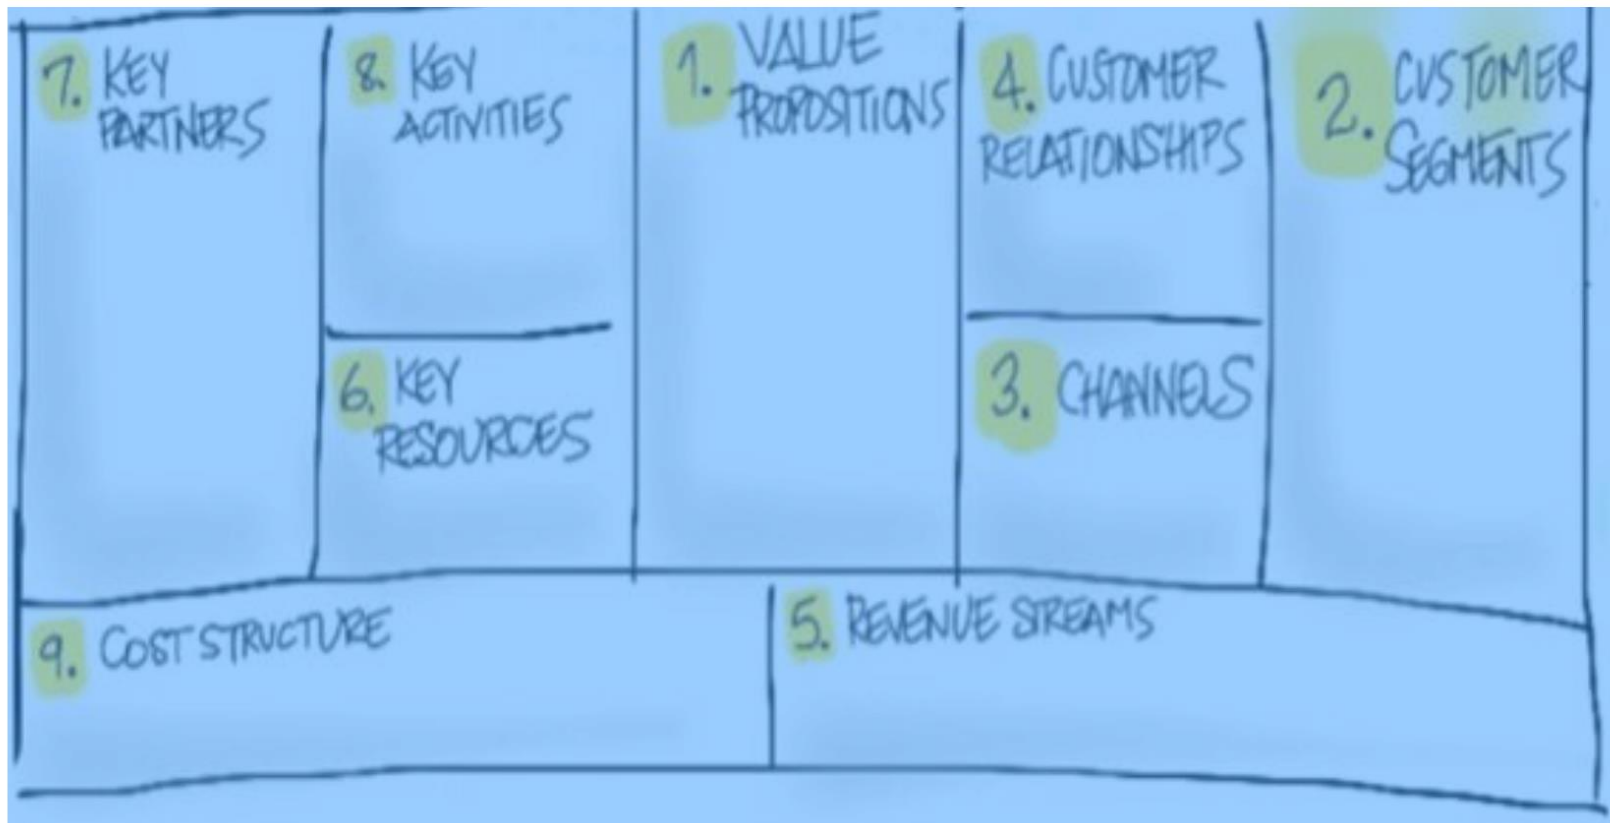 7. KEY
PARTNERS
8. KEY
ACTIVITIES
6. KEY
RESOURCES
1. VALUE
PROPOSITIONS
4. CUSTOMER
RELATIONSHIPS
3. CHANNELS
2. CUSTOMER
SEGMENTS
9. COST STRUCTURE
5. REVENUE STREAMS